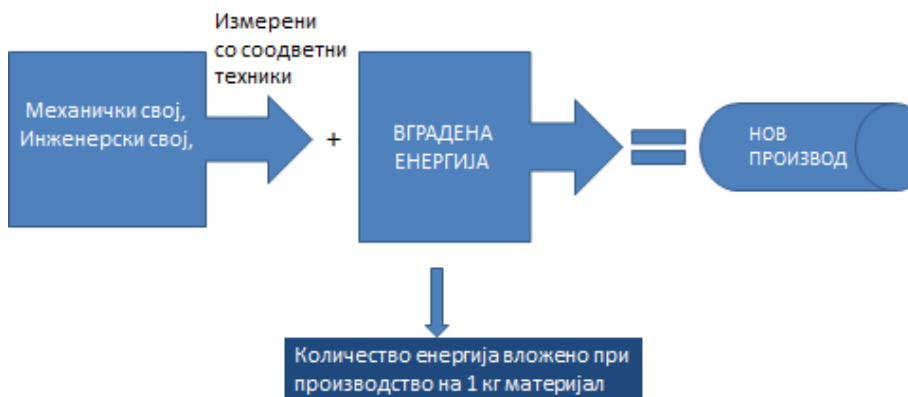 Измерени
со соодветни
техники
Механички свој,
Инженерски свој,
+
ВГРАДЕНА
ЕНЕРГИЈА
НОВ
ПРОИЗВОД
Количество енергија вложено при
производство на 1 кг материјал